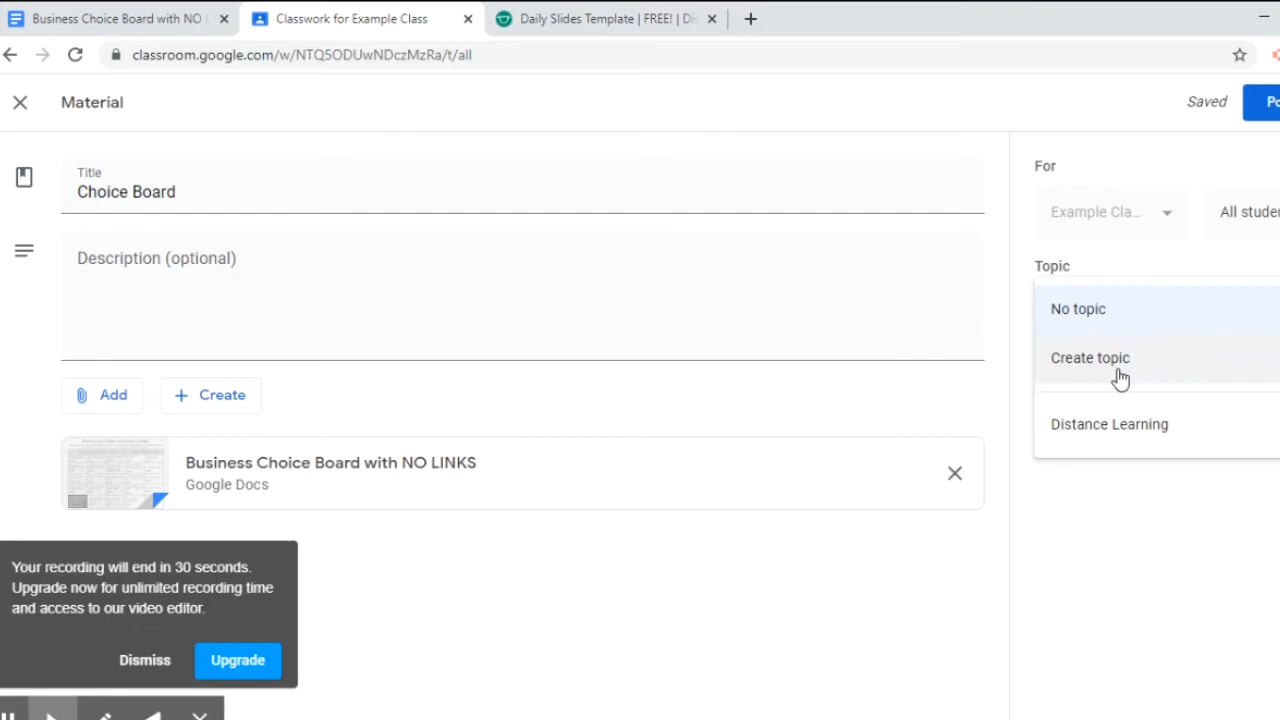 Business Choice Board with NO L
Classwork for Example Class
Daily Slides Template | FREE! | Di
classroom.google.com/w/NTQ5ODUwNDczMzRa/t/all
Material
Saved
Po
Title
Choice Board
Description (optional)
Add
Create
Business Choice Board with NO LINKS
Google Docs
For
Example Cla...
All studen
Topic
No topic
Create topic
Distance Learning
Your recording will end in 30 seconds.
Upgrade now for unlimited recording time
and access to our video editor.
Dismiss
Upgrade